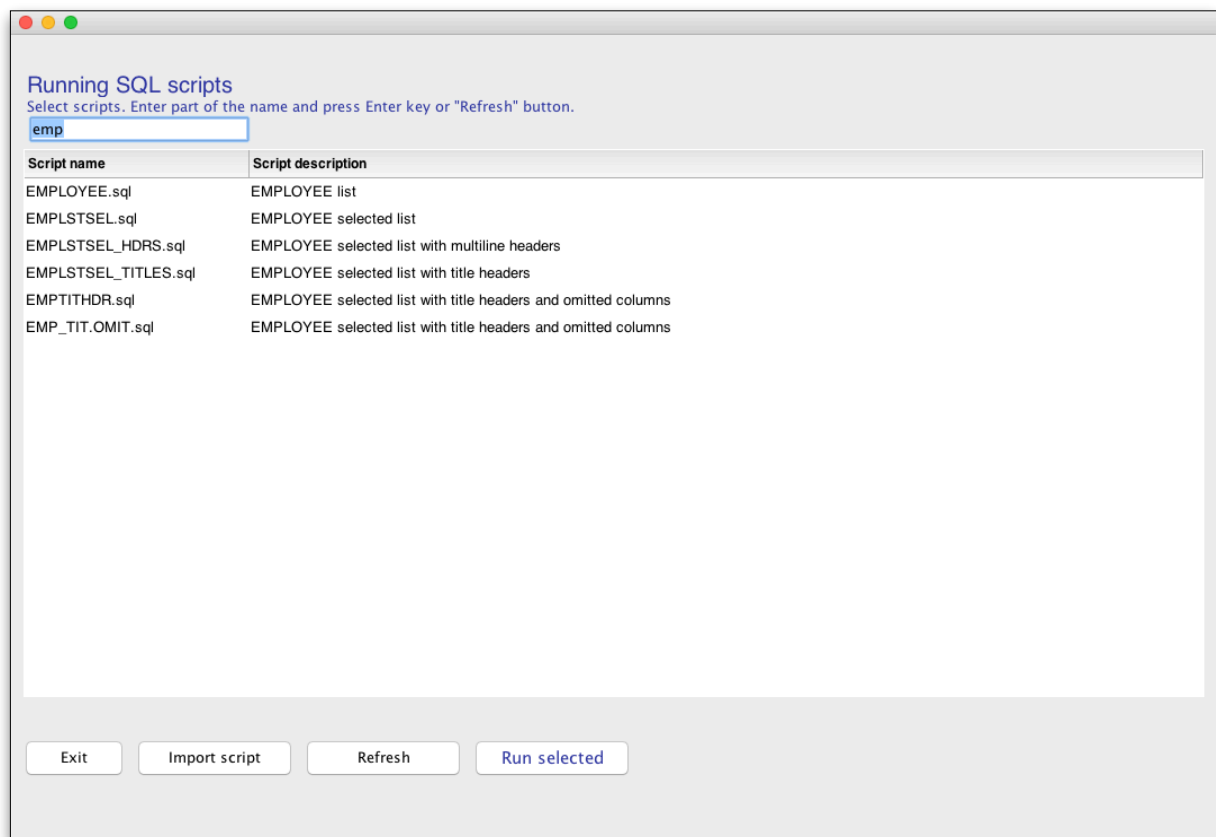 Running SQL scripts
Select scripts. Enter part of the name and press Enter key or "Refresh" button.
emp
Script name Script description
EMPLOYEE.sql EMPLOYEE list
EMPLSTSEL.sql EMPLOYEE selected list
EMPLSTSEL_HDRS.sql EMPLOYEE selected list with multiline headers
EMPLSTSEL_TITLES.sql EMPLOYEE selected list with title headers
EMPTITHDR.sql EMPLOYEE selected list with title headers and omitted columns
EMP_TIT.OMIT.sql EMPLOYEE selected list with title headers and omitted columns
Exit Import script Refresh Run selected